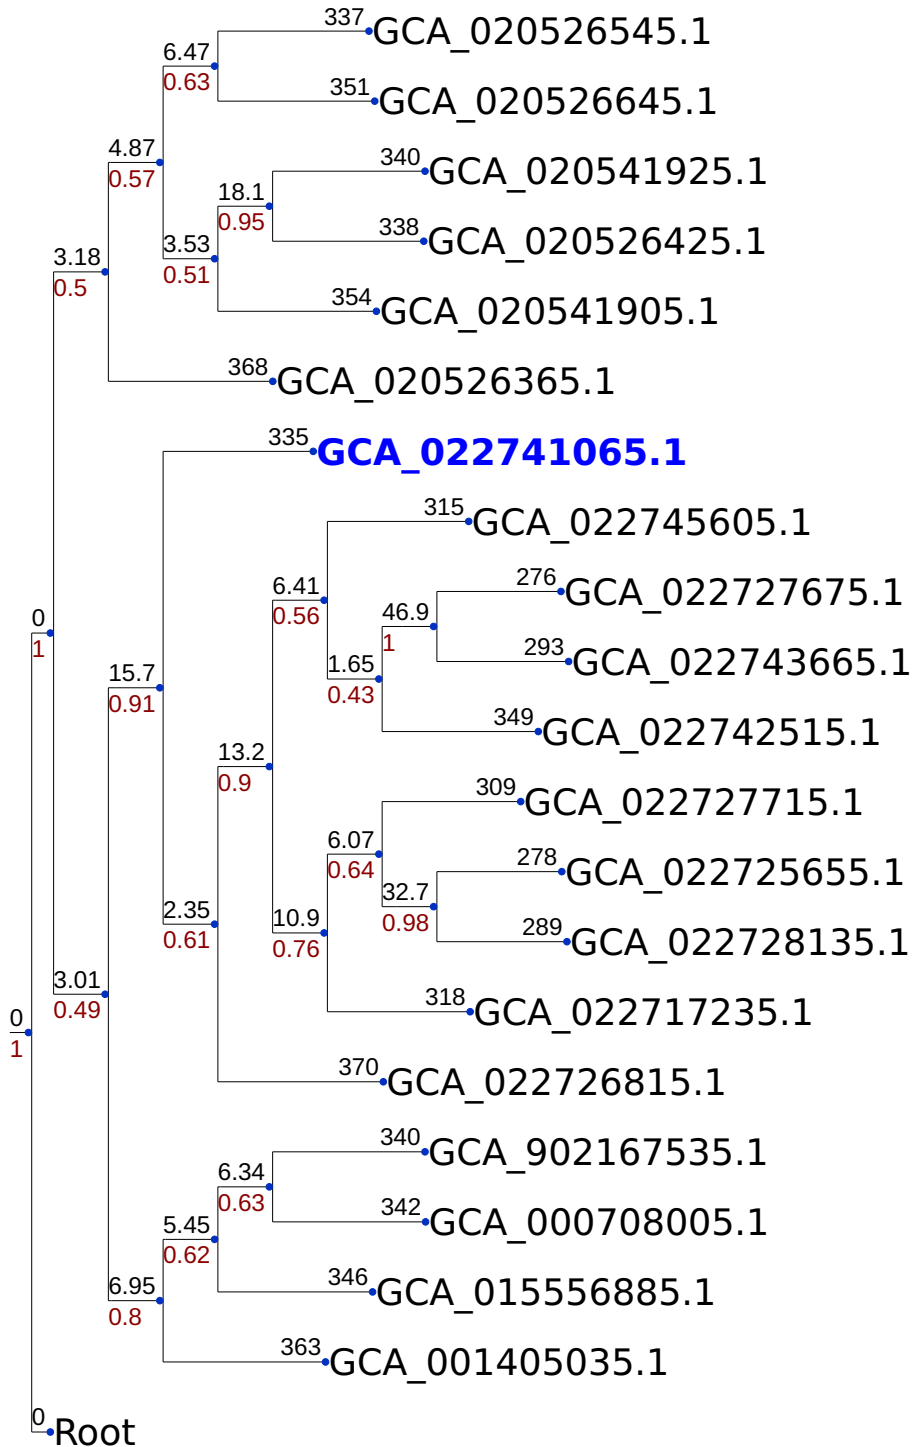 337 GCA_020526545.1
6.47
0.63
351 GCA_020526645.1
4.87
0.57
340 GCA_020541925.1
18.1
0.95
338 GCA_020526425.1
3.53
0.51
3.18
0.5
354 GCA_020541905.1
368 GCA_020526365.1
335 GCA_022741065.1
315 GCA_022745605.1
6.41
0.56
276 GCA_022727675.1
46.9
1
0
1
293 GCA_022743665.1
1.65
0.43
15.7
0.91
349 GCA_022742515.1
13.2
0.9
309 GCA_022727715.1
6.07
0.64
278 GCA_022725655.1
32.7
0.98
2.35
0.61
10.9
0.76
289 GCA_022728135.1
3.01
0.49
318 GCA_022717235.1
0
1
370 GCA_022726815.1
340 GCA_902167535.1
6.34
0.63
342 GCA_000708005.1
5.45
0.62
346 GCA_015556885.1
6.95
0.8
363 GCA_001405035.1
0 Root